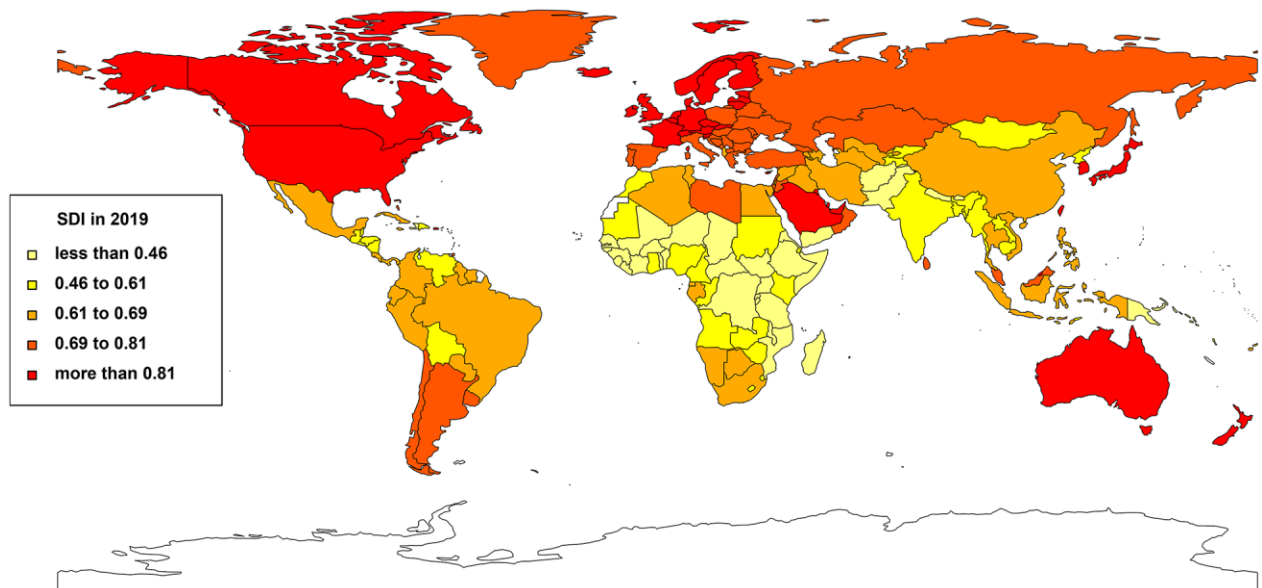 SDI in 2019
less than 0.46
0.46 to 0.61
0.61 to 0.69
0.69 to 0.81
more than 0.81